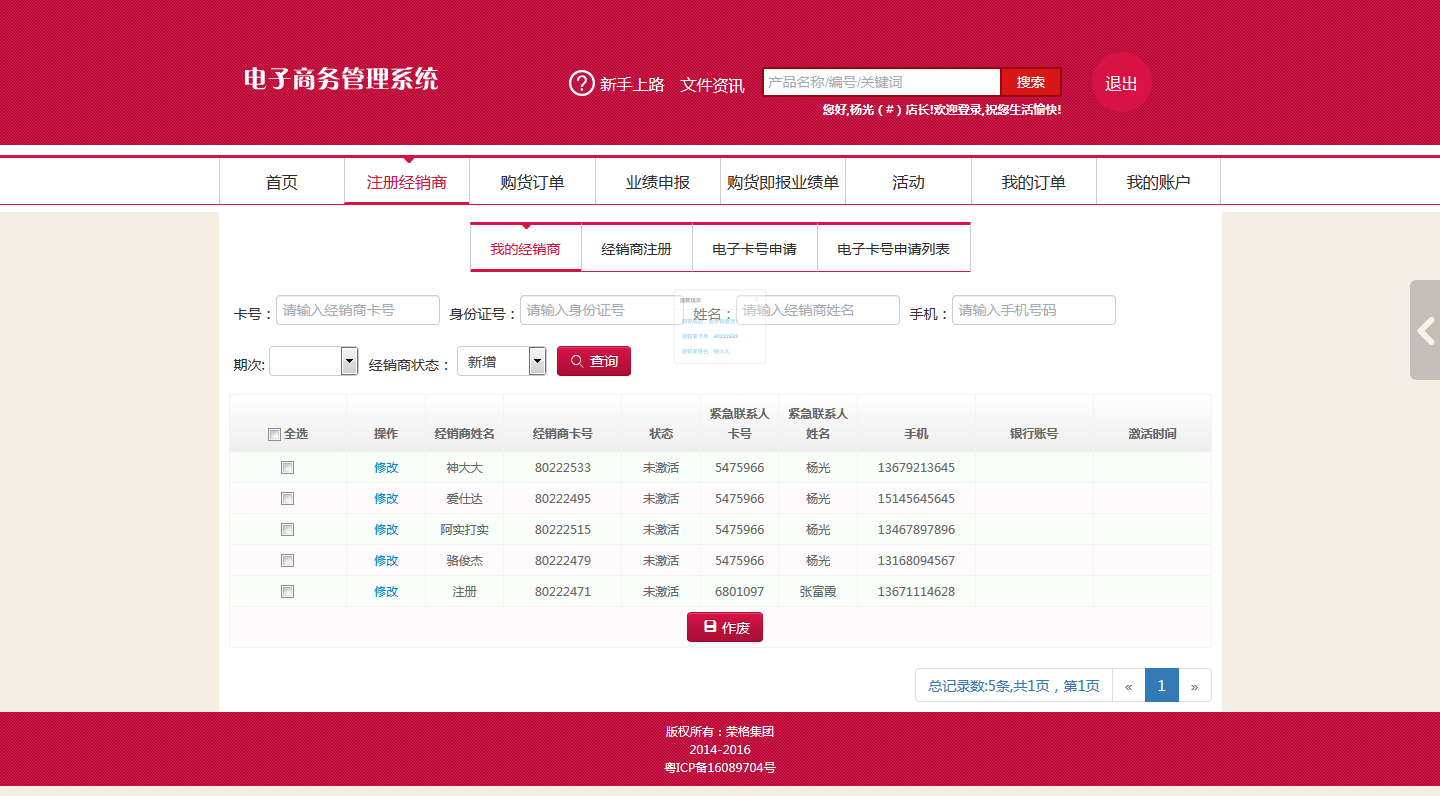 电子商务管理系统
新手上路 文件资讯 产品名称/编号/关键词 搜索 退出
您好,杨光 ( # ) 店长!欢迎登录,祝您生活愉快!
首页 注册经销商 购货订单 业绩申报 购货即报业绩单 活动 我的订单 我的账户
我的经销商 经销商注册 电子卡号申请 电子卡号申请列表
卡号： 请输入经销商卡号 身份证号： 请输入身份证号 姓名： 请输入经销商姓名 手机： 请输入手机号码
经销商卡号：80222533
期次: 经销商状态： 新增 查询
紧急联系人 紧急联系人
全选 操作 经销商姓名 经销商卡号 状态 卡号 姓名 手机 银行账号 激活时间
修改 神大大 80222533 未激活 5475966 杨光 13679213645
修改 爱仕达 80222495 未激活 5475966 杨光 15145645645
修改 阿实打实 80222515 未激活 5475966 杨光 13467897896
修改 骆俊杰 80222479 未激活 5475966 杨光 13168094567
修改 注册 80222471 未激活 6801097 张富霞 13671114628
作废
总记录数:5条,共1页，第1页 « 1 »
版权所有：荣格集团
2014-2016
粤ICP备16089704号